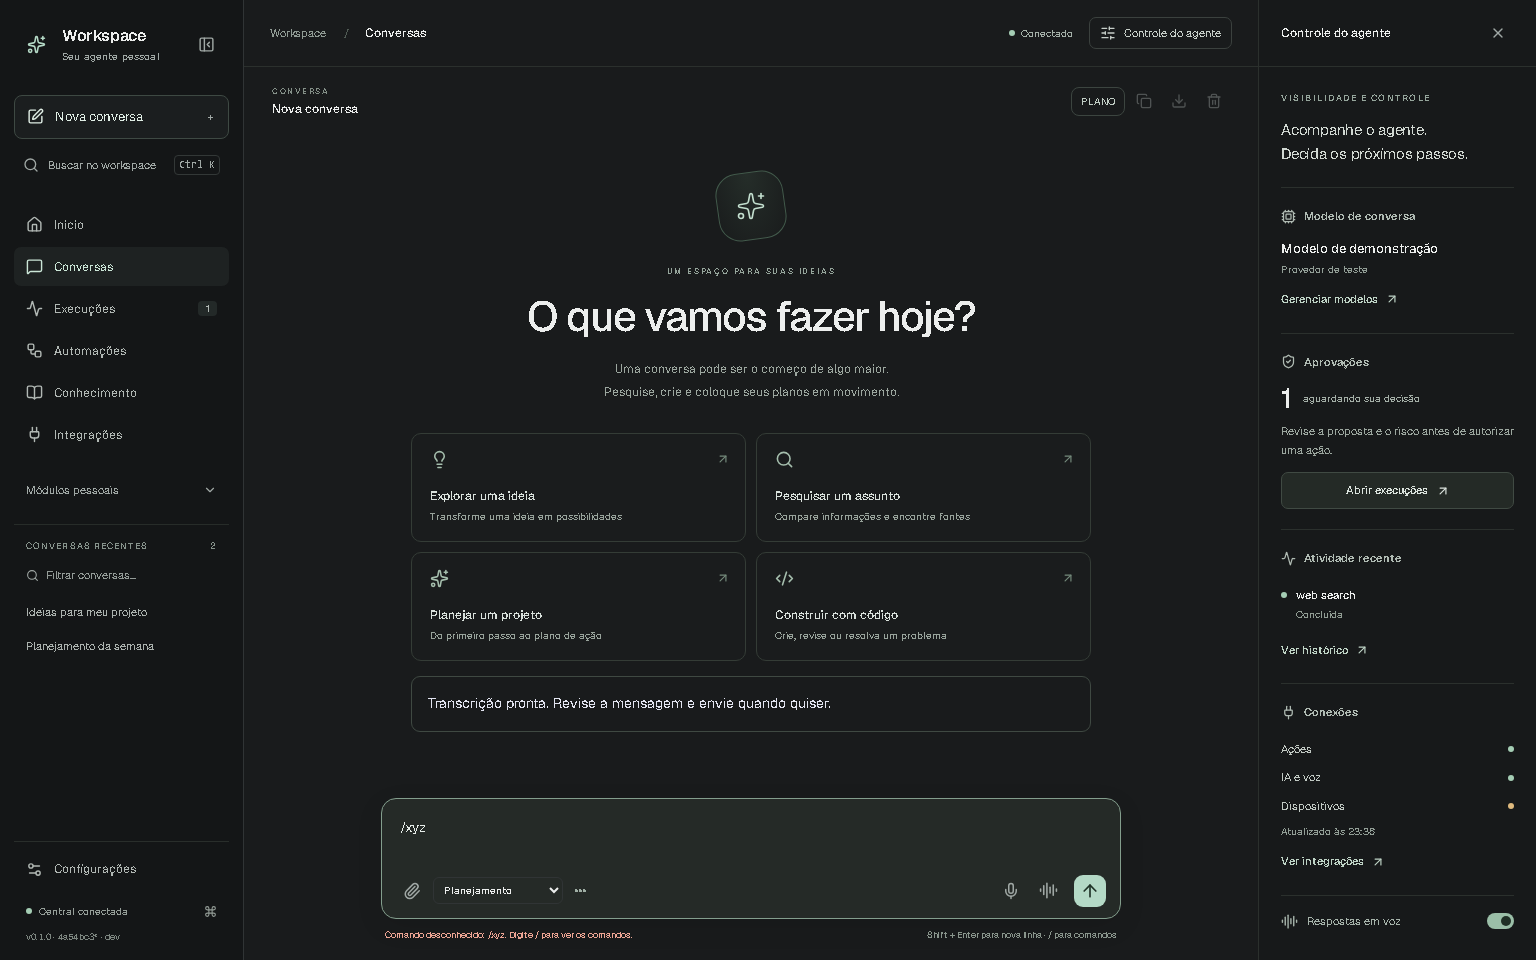 Workspace
Seu agente pessoal
Nova conversa +
Buscar no workspace Ctrl K
Início
Conversas
Execuções 1
Automações
Conhecimento
Integrações
Módulos pessoais
CONVERSAS RECENTES 2
Filtrar conversas...
Ideias para meu projeto
Planejamento da semana
Configurações
Central conectada ⌘
v0.1.0 · 4a54bc3* · dev
Workspace / Conversas
Conectado
Controle do agente
CONVERSA
Nova conversa
PLANO
UM ESPAÇO PARA SUAS IDEIAS
O que vamos fazer hoje?
Uma conversa pode ser o começo de algo maior.
Pesquise, crie e coloque seus planos em movimento.
Explorar uma ideia
Transforme uma ideia em possibilidades
Pesquisar um assunto
Compare informações e encontre fontes
Planejar um projeto
Do primeiro passo ao plano de ação
Construir com código
Crie, revise ou resolva um problema
Transcrição pronta. Revise a mensagem e envie quando quiser.
/xyz
Planejamento
Comando desconhecido: /xyz. Digite / para ver os comandos.
Shift + Enter para nova linha · / para comandos
Controle do agente
VISIBILIDADE E CONTROLE
Acompanhe o agente.
Decida os próximos passos.
Modelo de conversa
Modelo de demonstração
Provedor de teste
Gerenciar modelos
Aprovações
1 aguardando sua decisão
Revise a proposta e o risco antes de autorizar
uma ação.
Abrir execuções
Atividade recente
web search
Concluída
Ver histórico
Conexões
Ações
IA e voz
Dispositivos
Atualizado às 23:38
Ver integrações
Respostas em voz